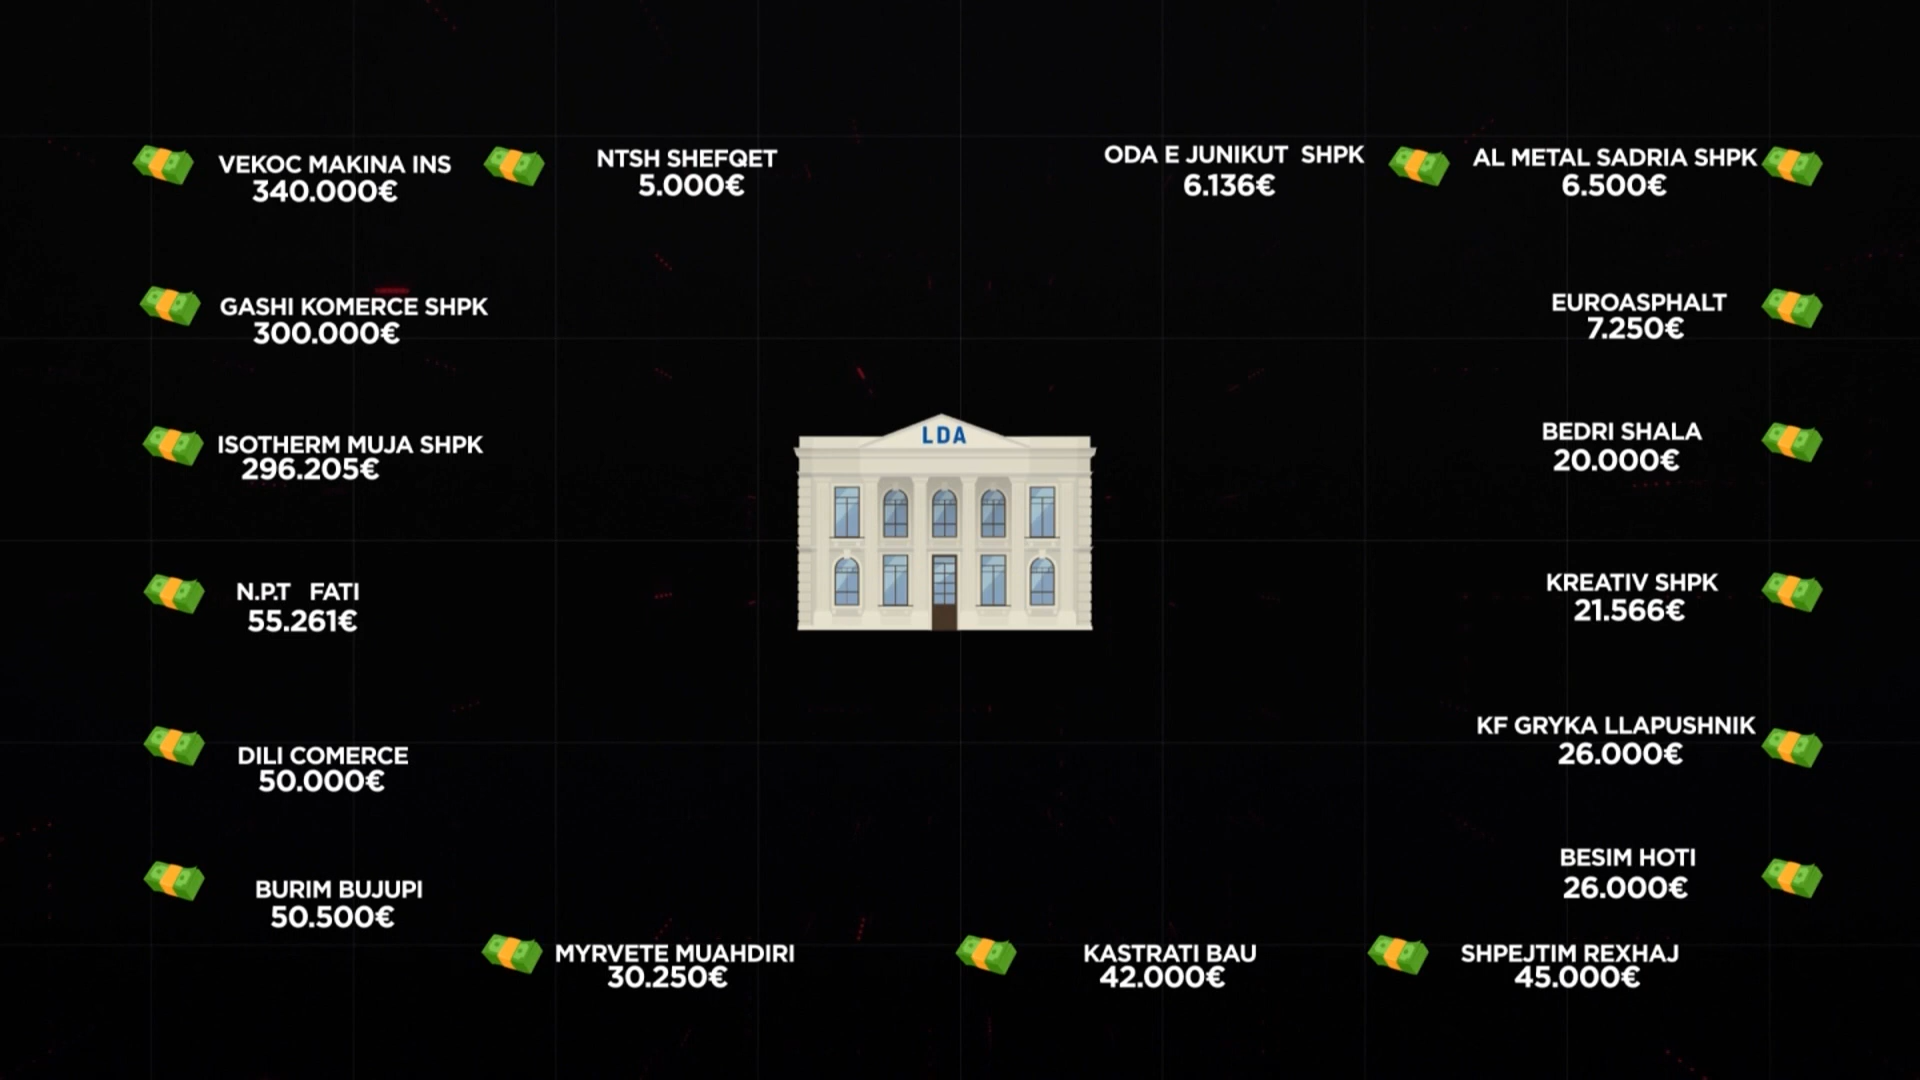 VEKOC MAKINA INS
340.000€
NTSH SHEFQET
5.000€
ODA E JUNIKUT SHPK
6.136€
AL METAL SADRIA SHPK
6.500€
GASHI KOMERCE SHPK
300.000€
EUROASPHALT
7.250€
ISOTHERM MUJA SHPK
296.205€
LDA
BEDRI SHALA
20.000€
N.P.T FATI
55.261€
KREATIV SHPK
21.566€
DILI COMERCE
50.000€
KF GRYKA LLAPUSHNIK
26.000€
BURIM BUJUPI
50.500€
BESIM HOTI
26.000€
MYRVETE MUAHDIRI
30.250€
KASTRATI BAU
42.000€
SHPEJTIM REXHAJ
45.000€